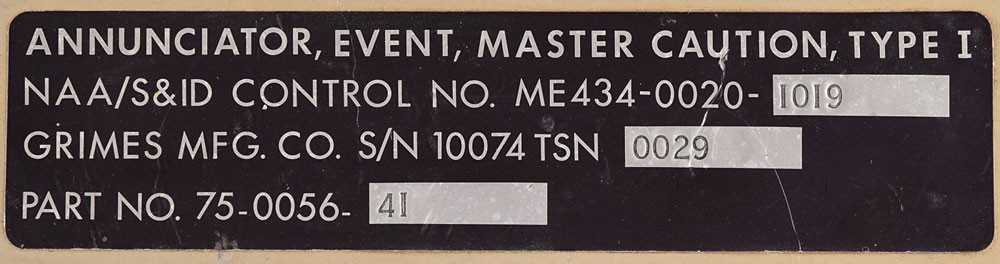 ANNUNCIATOR, EVENT, MASTER CAUTION, TYPE I
NAA/S&ID CONTROL NO. ME434-0020-1019
GRIMES MFG. CO. S/N 10074 TSN 0029
PART NO. 75-0056-41